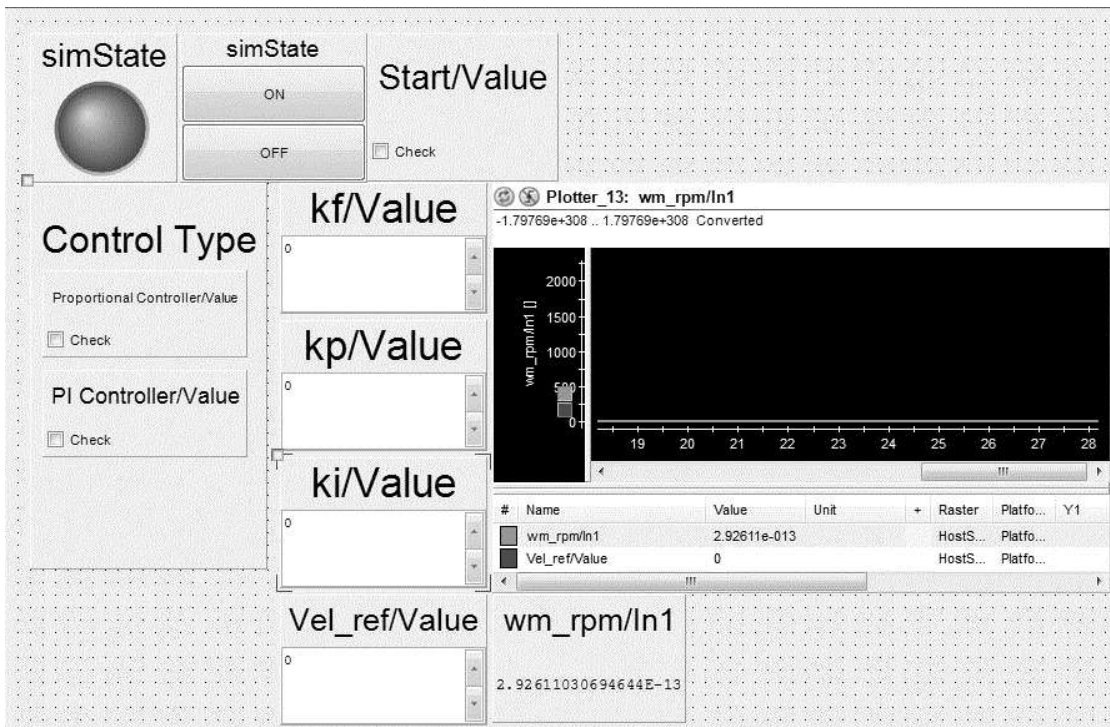 simState
simState
ON
OFF
Start/Value
Check
Control Type
Proportional Controller/Value
Check
PI Controller/Value
Check
kf/Value
0
kp/Value
0
ki/Value
0
Vel_ref/Value
0
Plotter_13: wm_rpm/In1
-1.79769e+308 .. 1.79769e+308 Converted
wm_rpm/In1 []
2000
1500
1000
500
0
19 20 21 22 23 24 25 26 27 28
# Name Value Unit + Raster Platfo... Y1
wm_rpm/In1 2.92611e-013 HostS... Platfo...
Vel_ref/Value 0 HostS... Platfo...
wm_rpm/In1
2.92611030694644E-13